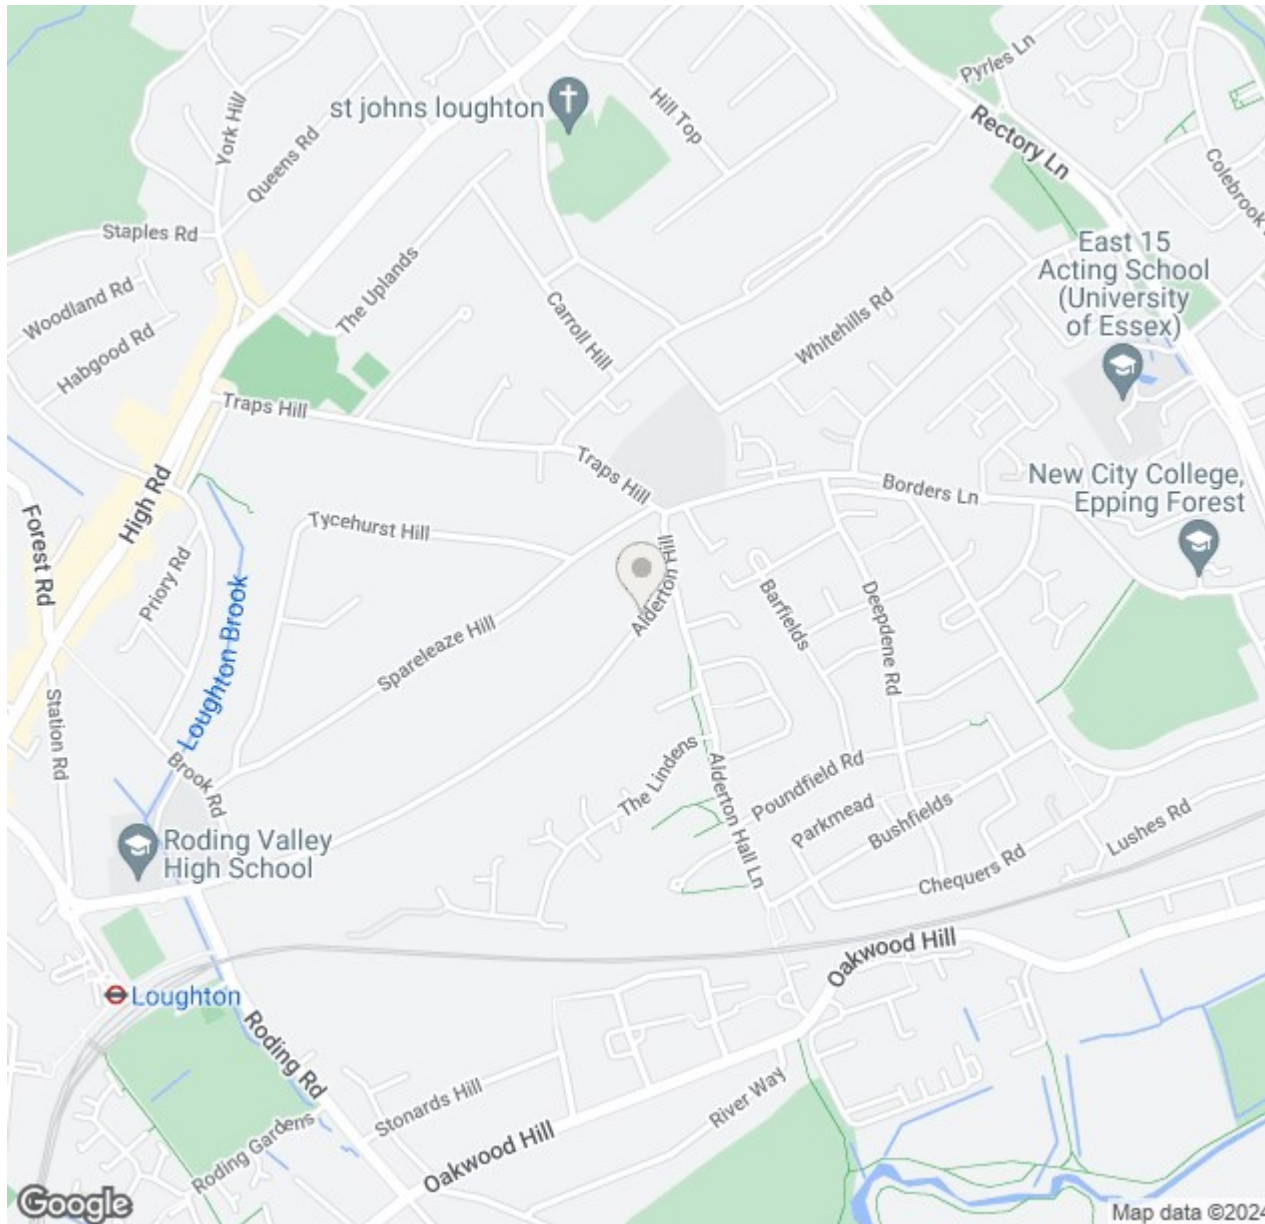 Pyrles Ln
st johns loughton
Hill Top
York Hill
Queens Rd
Rectory Ln
Colebrook
Staples Rd
The Uplands
East 15
Acting School
(University
of Essex)
Woodland Rd
Carroll Hill
Whitehills Rd
Habgood Rd
Traps Hill
Traps Hill
High Rd
Borders Ln
New City College,
Epping Forest
Forest Rd
Tycehurst Hill
Alderton Hill
Priory Rd
Barfields
Deepdene Rd
Loughton Brook
Spareleaze Hill
Alderton
Station Rd
Brook Rd
The Lindens
Alderton Hall Ln
Poundfield Rd
Parkmead
Bushfields
Lushes Rd
Roding Valley
High School
Chequers Rd
Oakwood Hill
Loughton
Roding Rd
Stonards Hill
River Way
Roding Gardens
Oakwood Hill
Google
Map data ©2024